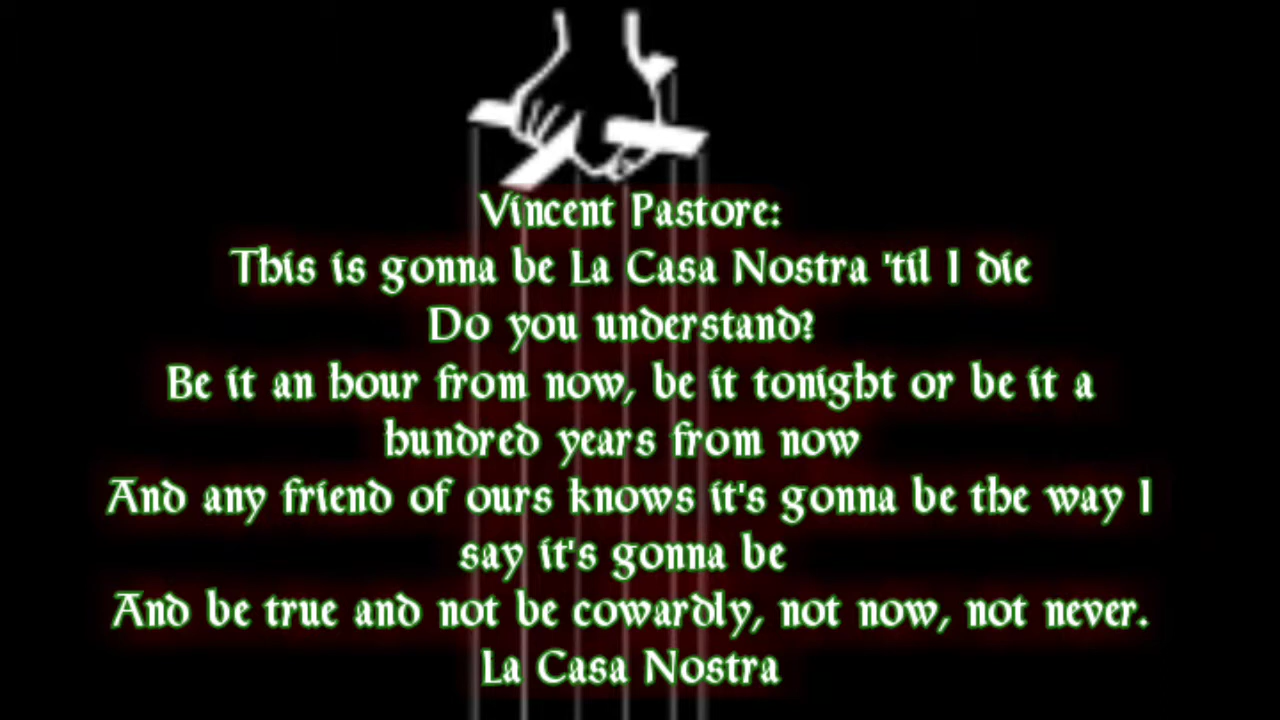 Vincent Pastore:
This is gonna be La Casa Nostra 'til I die
Do you understand?
Be it an hour from now, be it tonight or be it a
hundred years from now
And any friend of ours knows it's gonna be the way I
say it's gonna be
And be true and not be cowardly, not now, not never.
La Casa Nostra